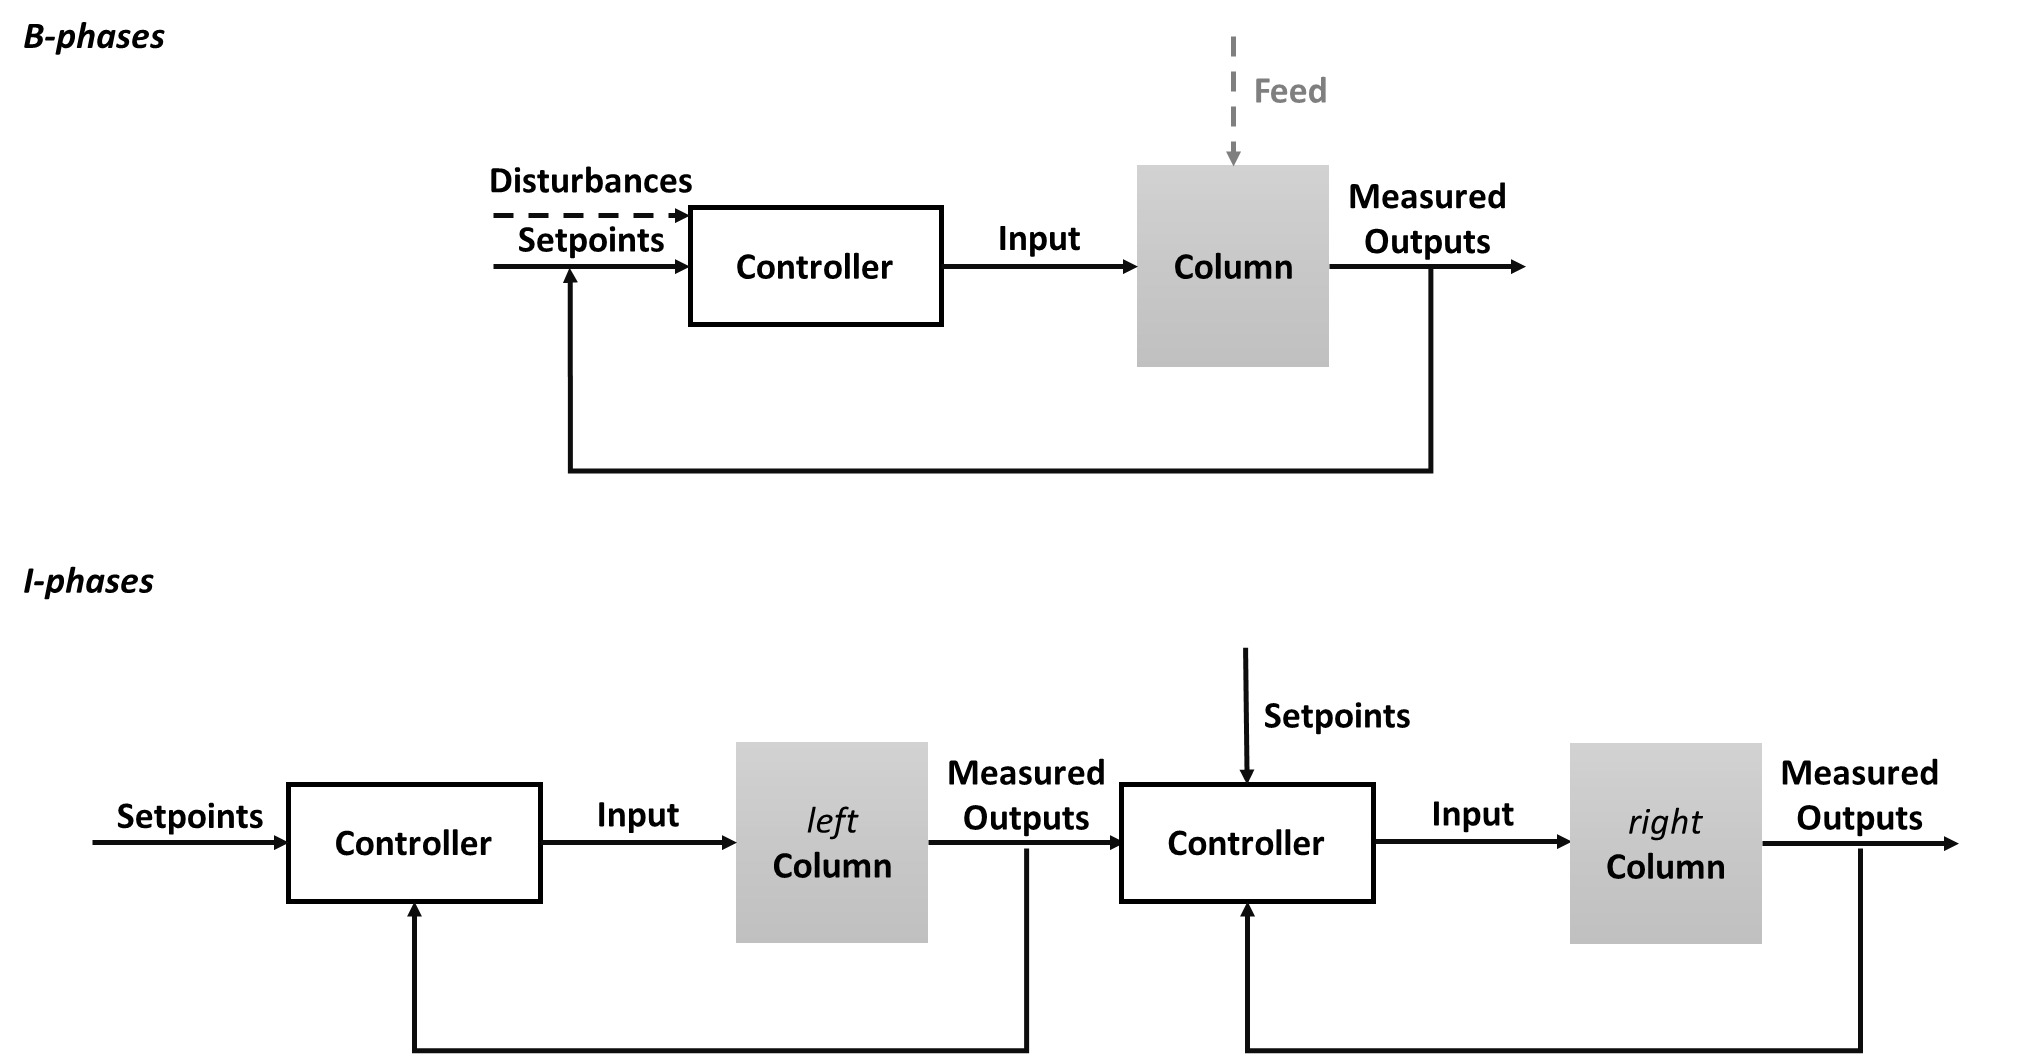 B-phases
Feed
Disturbances
Setpoints
Controller
Input
Column
Measured
Outputs
I-phases
Setpoints
Setpoints
Controller
Input
left
Column
Measured
Outputs
Controller
Input
right
Column
Measured
Outputs